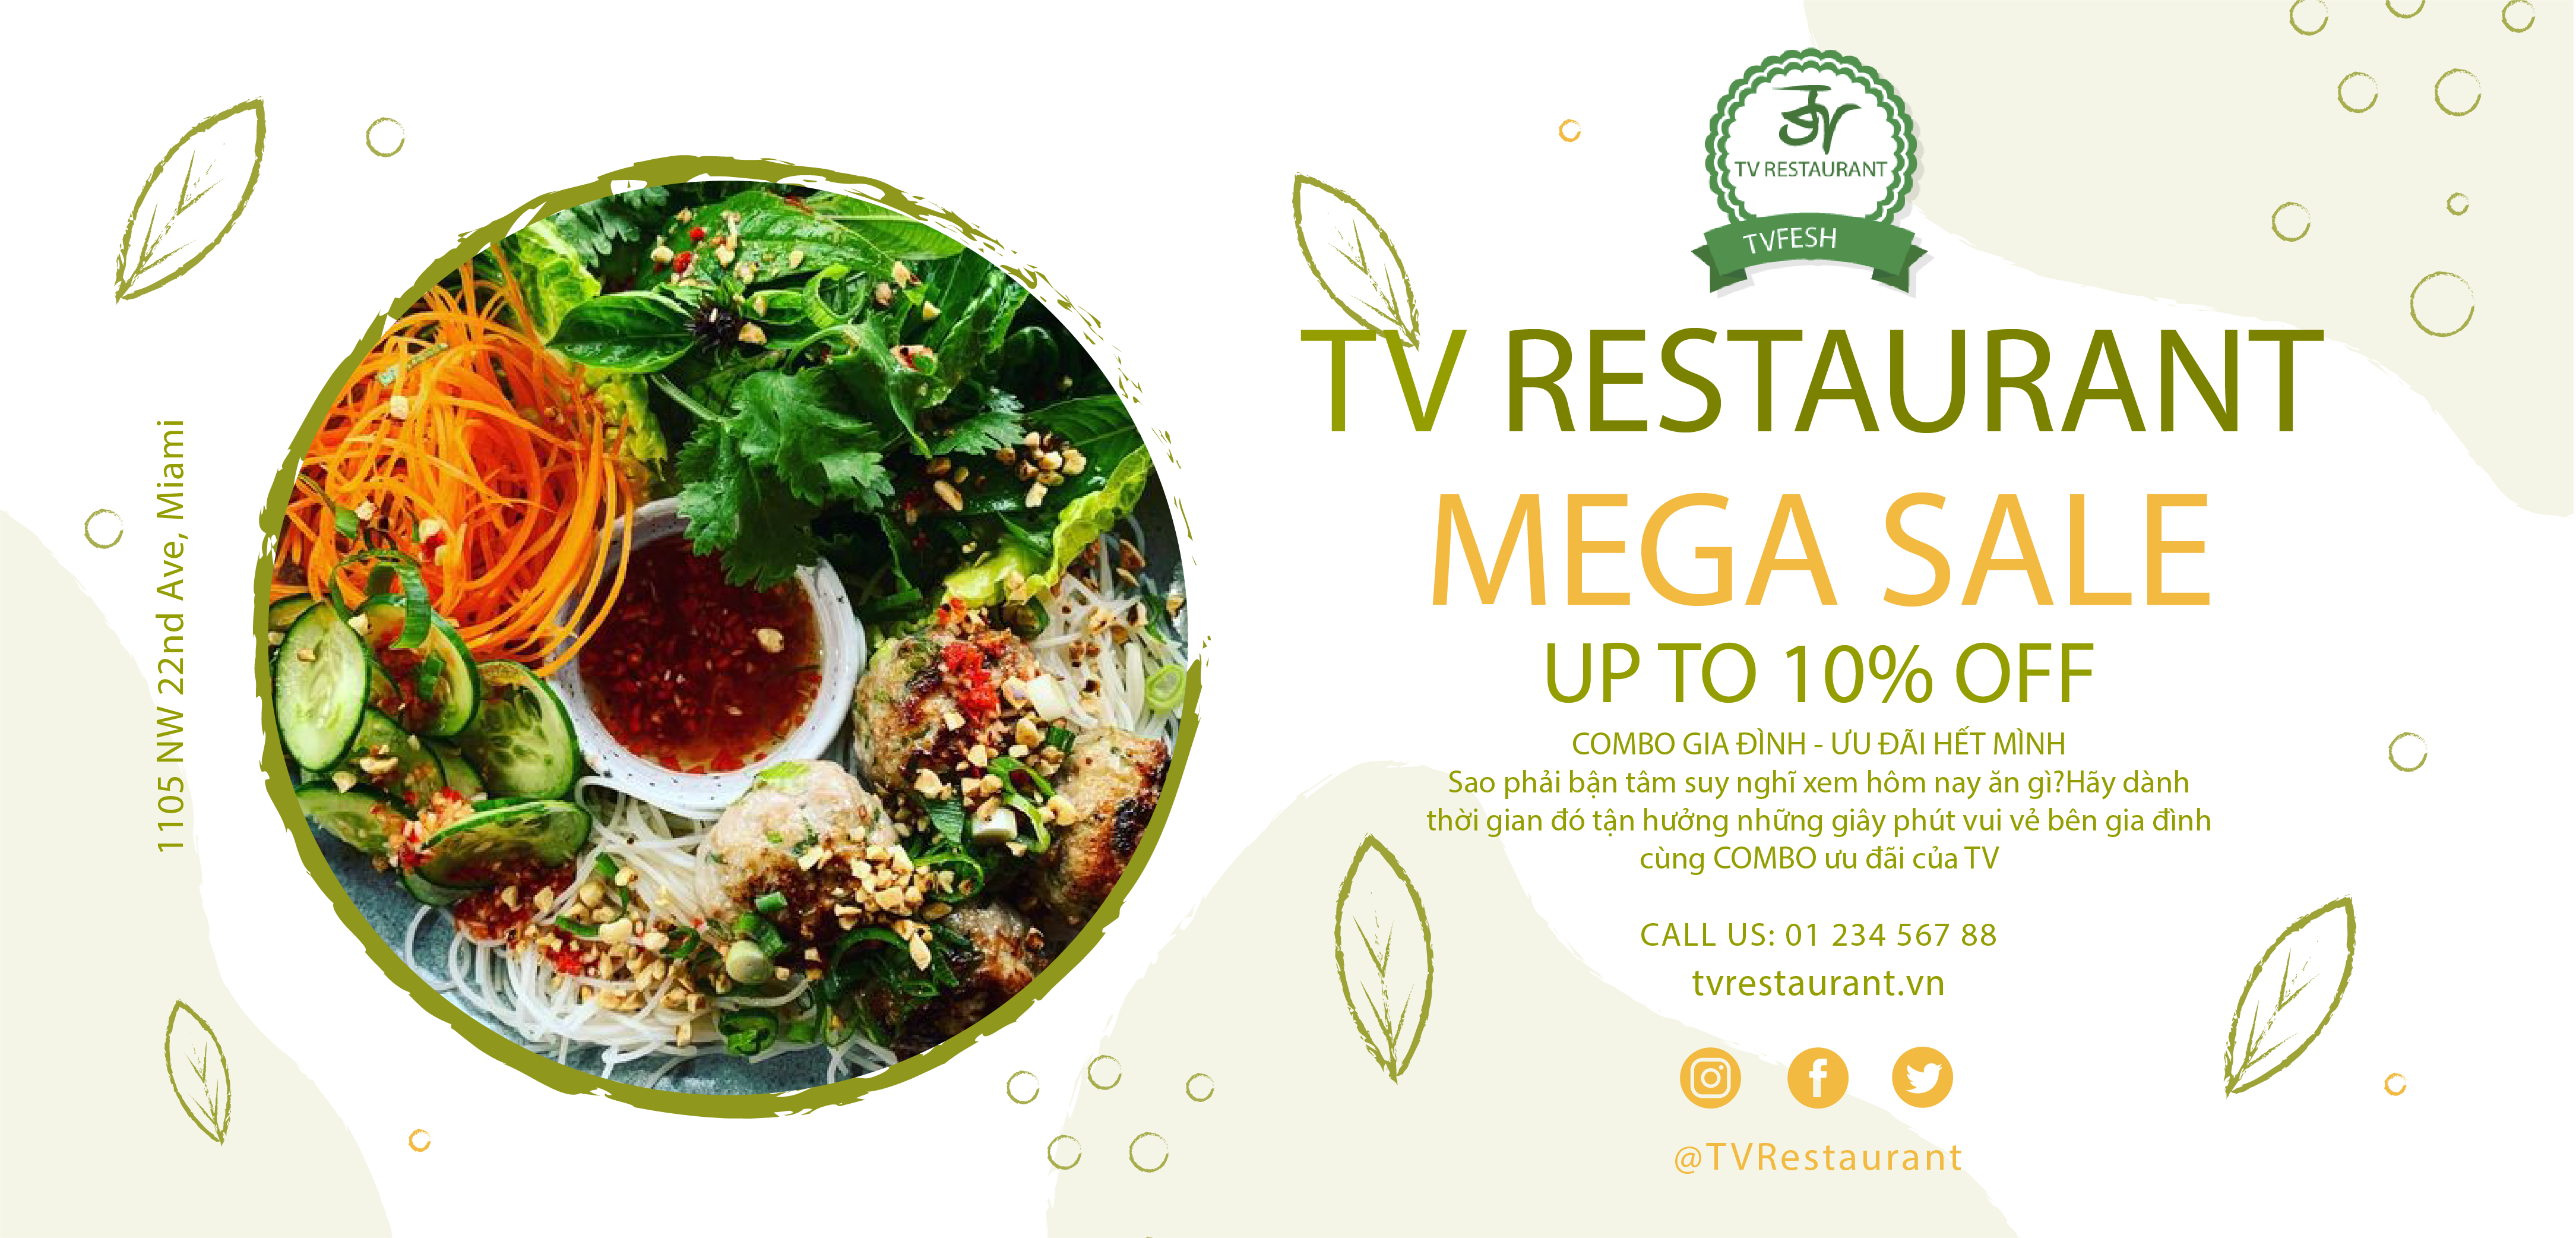 TV RESTAURANT
TVFESH
TV RESTAURANT
MEGA SALE
UP TO 10% OFF
COMBO GIA ĐÌNH - ƯU ĐÃI HẾT MÌNH
Sao phải bận tâm suy nghĩ xem hôm nay ăn gì?Hãy dành
thời gian đó tận hưởng những giây phút vui vẻ bên gia đình
cùng COMBO ưu đãi của TV
CALL US: 01 234 567 88
tvrestaurant.vn
@TVRestaurant
1105 NW 22nd Ave, Miami